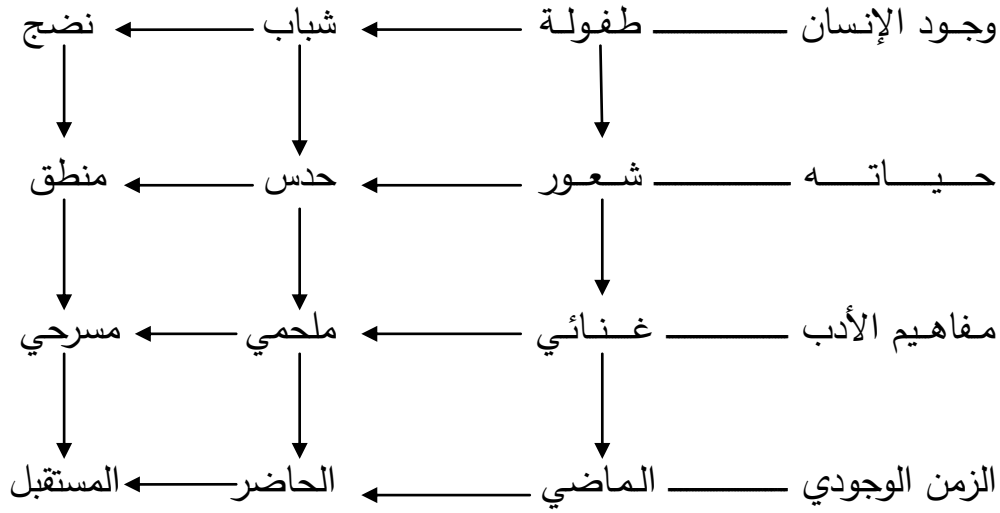 وجود الإنسان طفولة شباب نضج
حياته شعور حدس منطق
مفاهيم الأدب غنائي ملحمي مسرحي
الزمن الوجودي الماضي الحاضر المستقبل